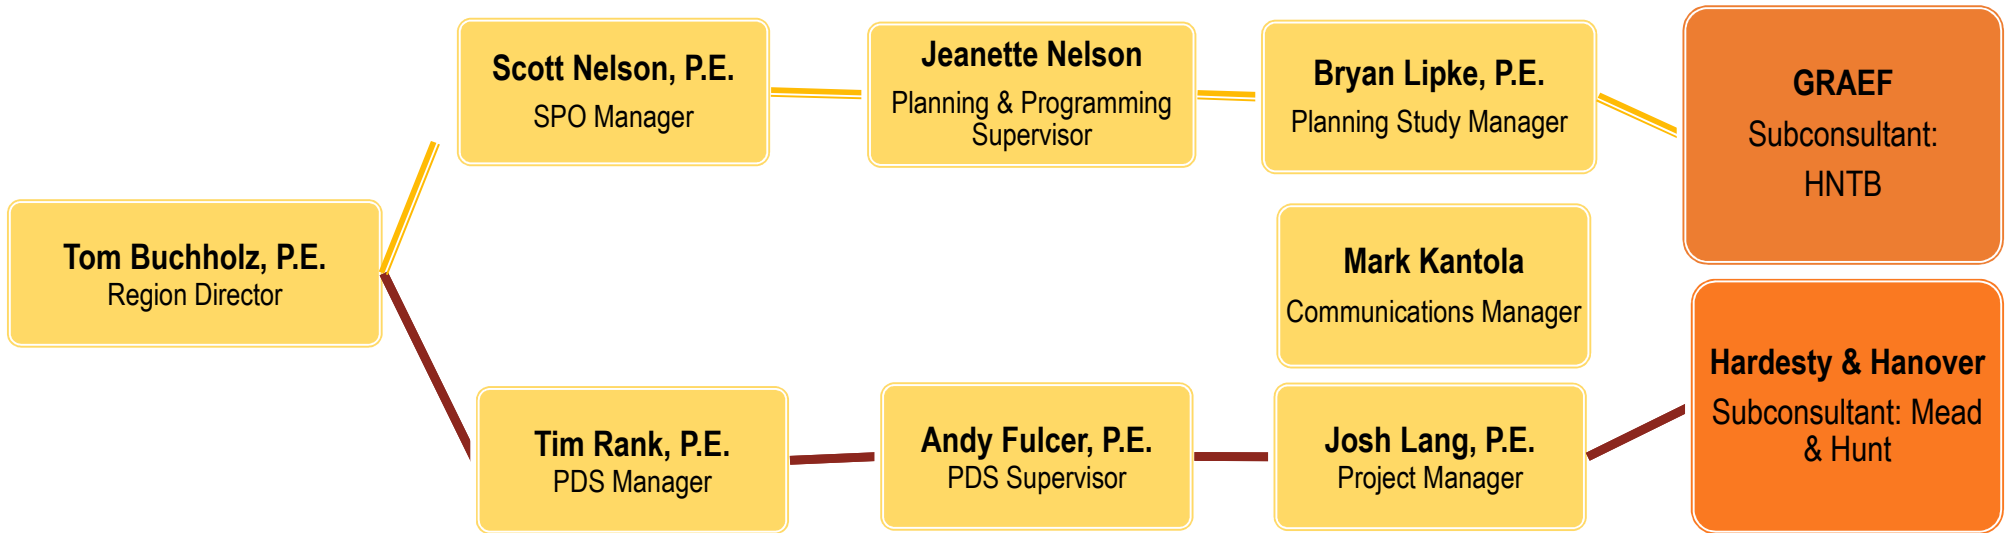 Tom Buchholz, P.E.
Region Director
Scott Nelson, P.E.
SPO Manager
Jeanette Nelson
Planning & Programming
Supervisor
Bryan Lipke, P.E.
Planning Study Manager
GRAEF
Subconsultant:
HNTB
Mark Kantola
Communications Manager
Tim Rank, P.E.
PDS Manager
Andy Fulcer, P.E.
PDS Supervisor
Josh Lang, P.E.
Project Manager
Hardesty & Hanover
Subconsultant: Mead
& Hunt